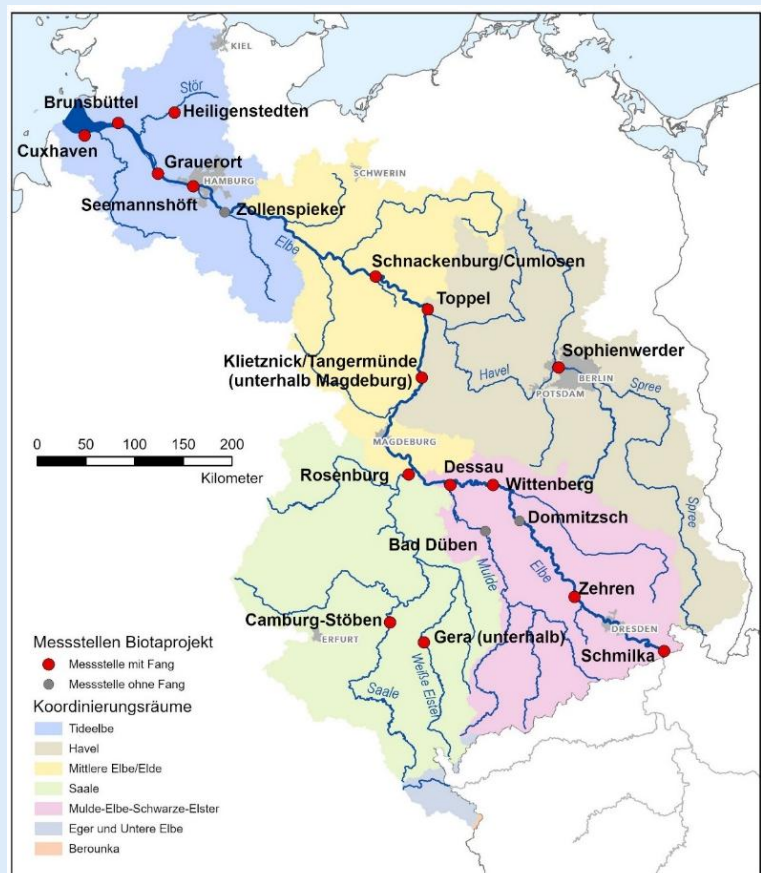 KIEL
Stör
Brunsbüttel
Heiligenstedten
Cuxhaven
Grauerort
HAMBURG
SCHWERIN
Seemannshöft
Zollenspieker
Elbe
Schnackenburg/Cumlosen
Toppel
Klietznick/Tangermünde
(unterhalb Magdeburg)
Sophienwerder
Havel
BERLIN
Spree
POTSDAM
MAGDEBURG
0 50 100 150 200
Kilometer
Rosenburg
Dessau
Wittenberg
Dommitzsch
Spree
Bad Düben
Mulde
Elbe
Zehren
Camburg-Stöben
ERFURT
Gera (unterhalb)
DRESDEN
Schmilka
Saale
Weiße Elster
Messstellen Biotaprojekt
Messstelle mit Fang
Messstelle ohne Fang
Koordinierungsräume
Tideelbe
Havel
Mittlere Elbe/Elde
Saale
Mulde-Elbe-Schwarze-Elster
Eger und Untere Elbe
Berounka